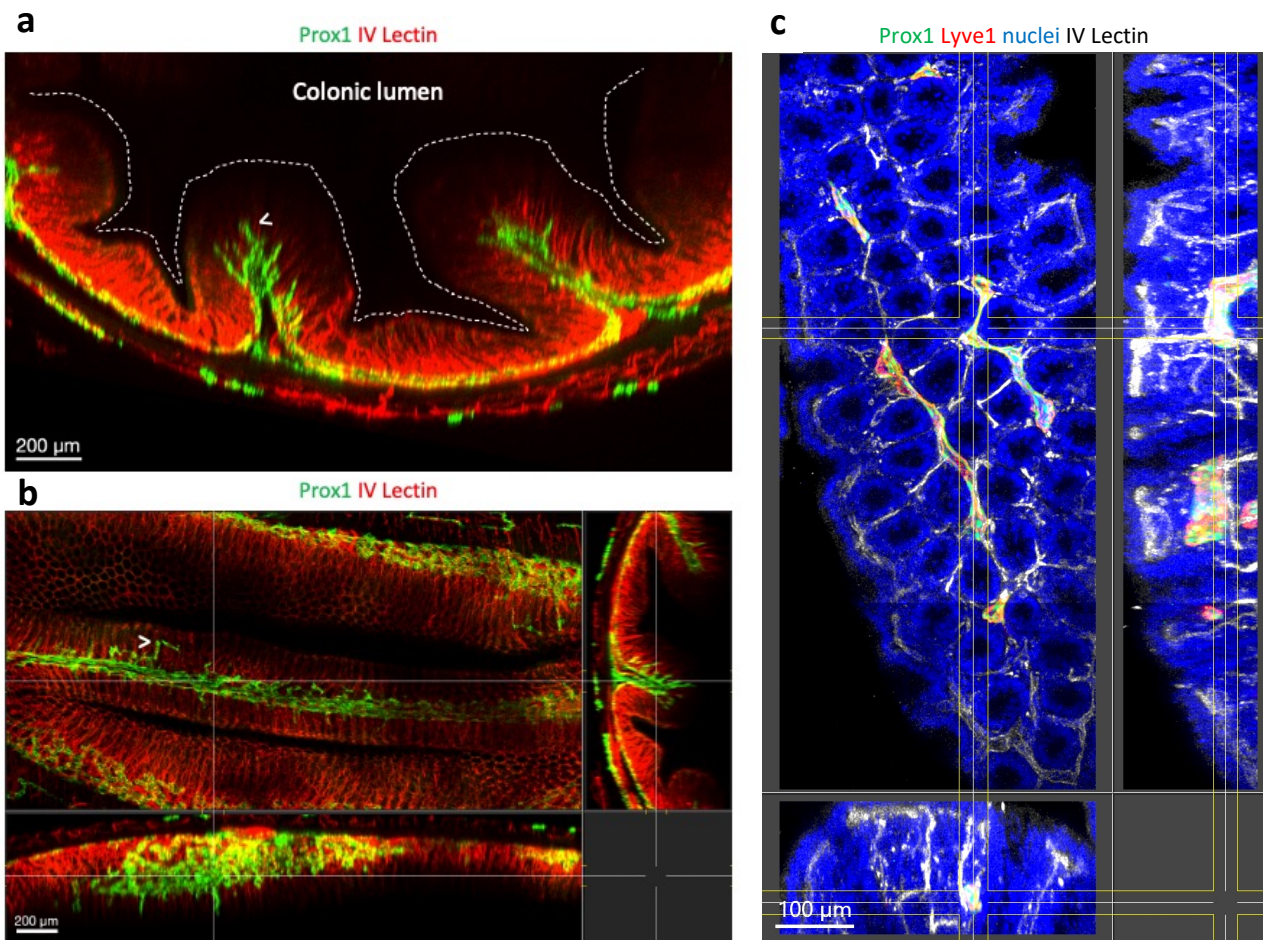 a
Prox1 IV Lectin
Colonic lumen
200 µm
b
Prox1 IV Lectin
200 µm
c
Prox1 Lyve1 nuclei IV Lectin
100 µm